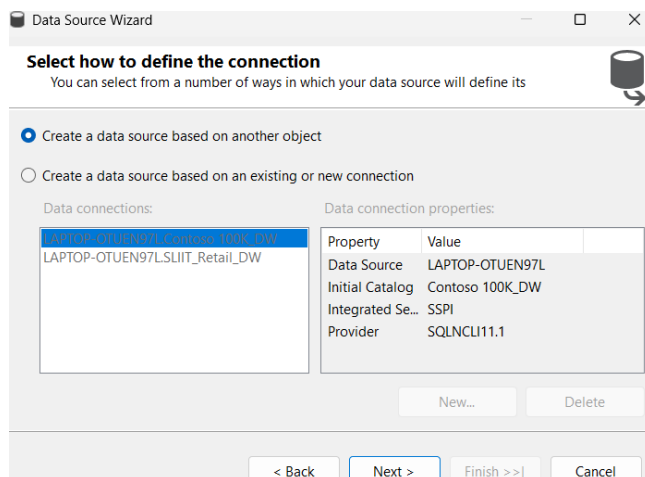 Data Source Wizard
Select how to define the connection
You can select from a number of ways in which your data source will define its
Create a data source based on another object
Create a data source based on an existing or new connection
Data connections:
LAPTOP-OTUEN97L.Contoso 100K_DW
LAPTOP-OTUEN97L.SLIIT_Retail_DW
Data connection properties:
Property Value
Data Source LAPTOP-OTUEN97L
Initial Catalog Contoso 100K_DW
Integrated Se... SSPI
Provider SQLNCLI11.1
New... Delete
< Back Next > Finish >>| Cancel